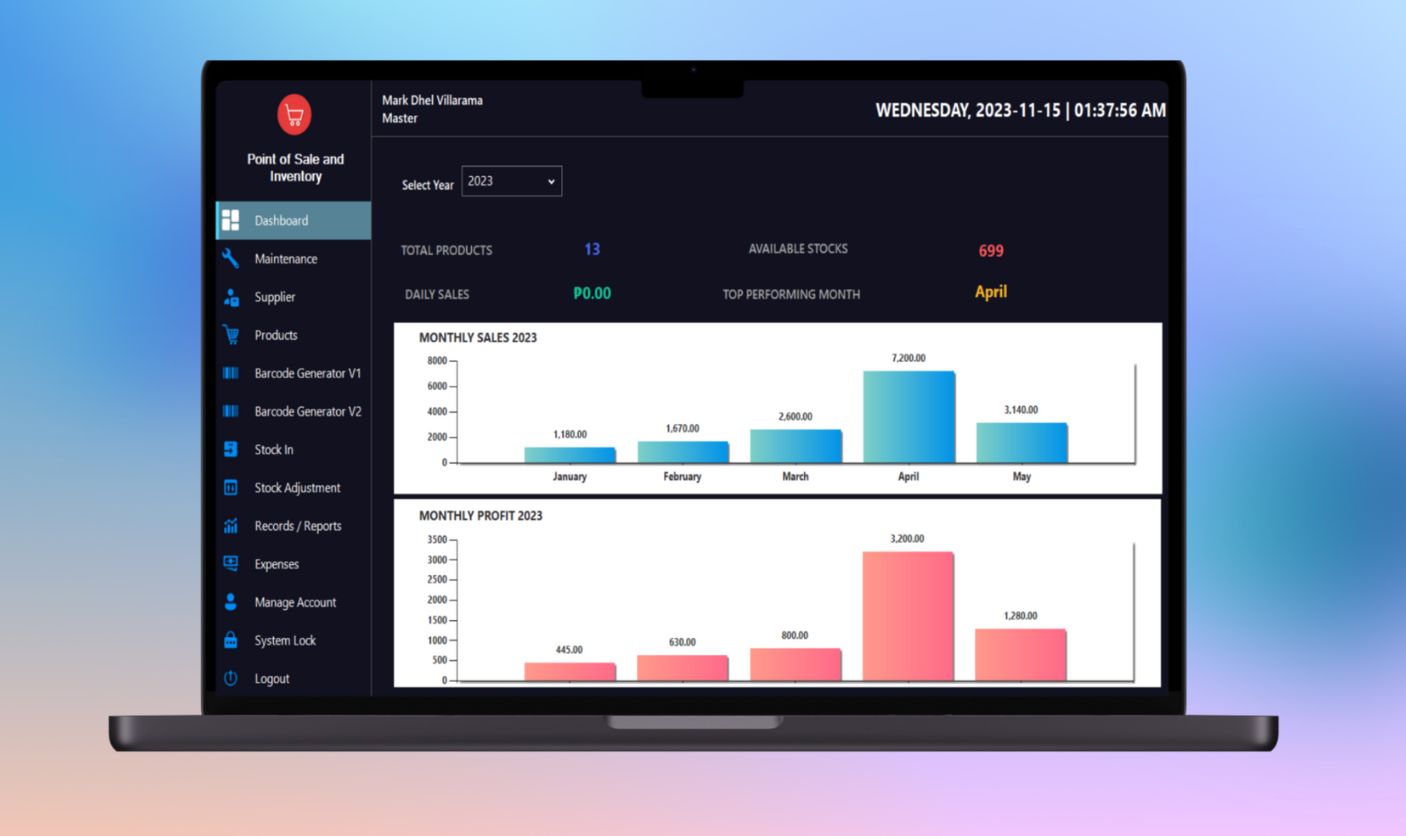 Mark Dhel Villarama
Master
WEDNESDAY, 2023-11-15 | 01:37:56 AM
Point of Sale and
Inventory
Dashboard
Maintenance
Supplier
Products
Barcode Generator V1
Barcode Generator V2
Stock In
Stock Adjustment
Records / Reports
Expenses
Manage Account
System Lock
Logout
Select Year 2023
TOTAL PRODUCTS 13 AVAILABLE STOCKS 699
DAILY SALES ₱0.00 TOP PERFORMING MONTH April
MONTHLY SALES 2023
8000
6000
4000
2000
0
1,180.00 1,670.00 2,600.00 7,200.00 3,140.00
January February March April May
MONTHLY PROFIT 2023
3500
3000
2500
2000
1500
1000
500
0
445.00 630.00 800.00 3,200.00 1,280.00